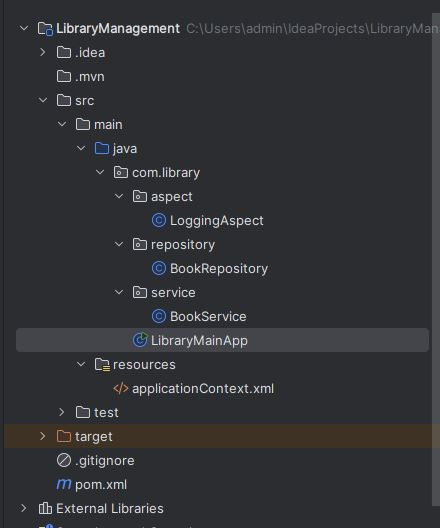 LibraryManagement C:\Users\admin\IdeaProjects\LibraryMan
.idea
.mvn
src
main
java
com.library
aspect
LoggingAspect
repository
BookRepository
service
BookService
LibraryMainApp
resources
applicationContext.xml
test
target
.gitignore
pom.xml
External Libraries